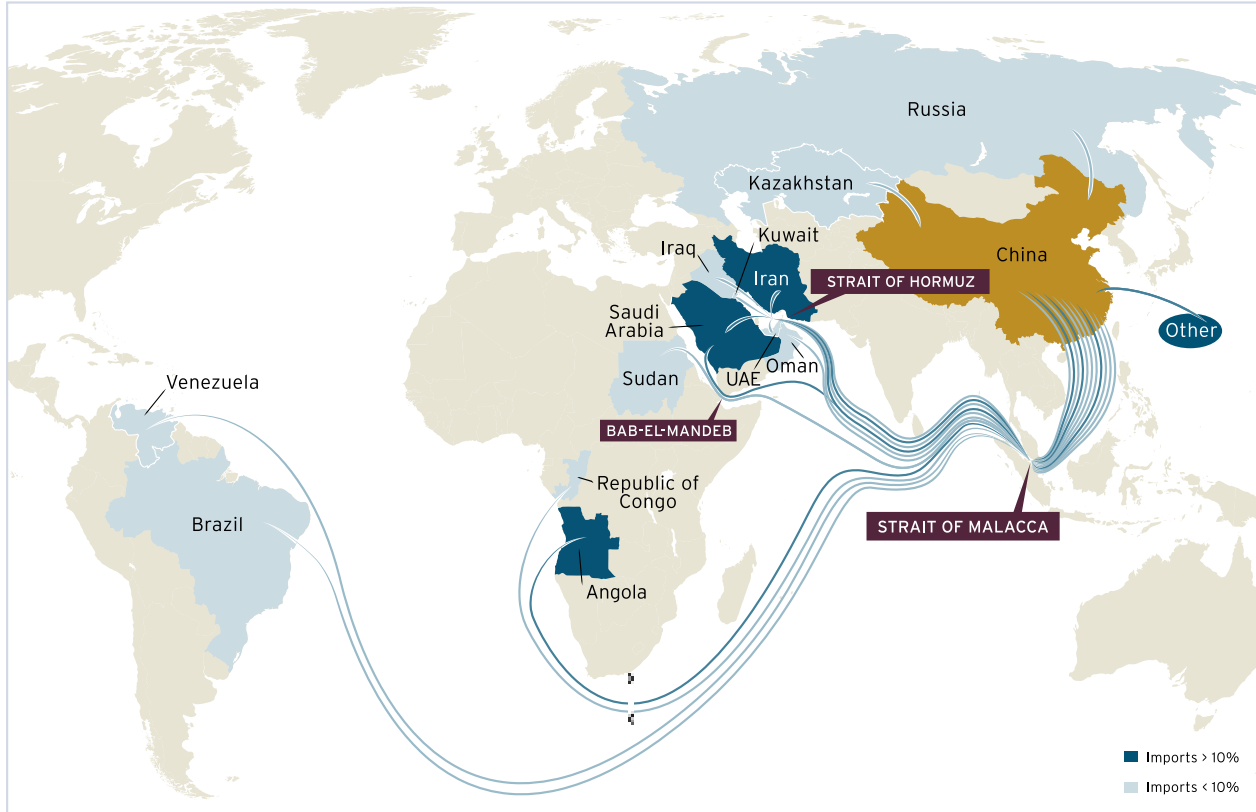 Russia
Kazakhstan
Kuwait
Iraq
Iran
China
STRAIT OF HORMUZ
Saudi
Arabia
Other
Oman
UAE
Sudan
Venezuela
BAB-EL-MANDEB
Republic of
Congo
Brazil
STRAIT OF MALACCA
Angola
Imports > 10%
Imports < 10%